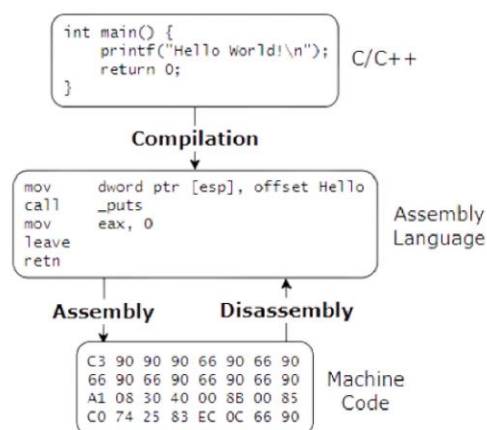 int main() {
    printf("Hello World!\n");
    return 0;
}
C/C++
Compilation
mov     dword ptr [esp], offset Hello
call    _puts
mov     eax, 0
leave
retn
Assembly
Language
Assembly
Disassembly
C3 90 90 90 66 90 66 90
66 90 66 90 66 90 66 90
A1 08 30 40 00 8B 00 85
C0 74 25 83 EC 0C 66 90
Machine
Code